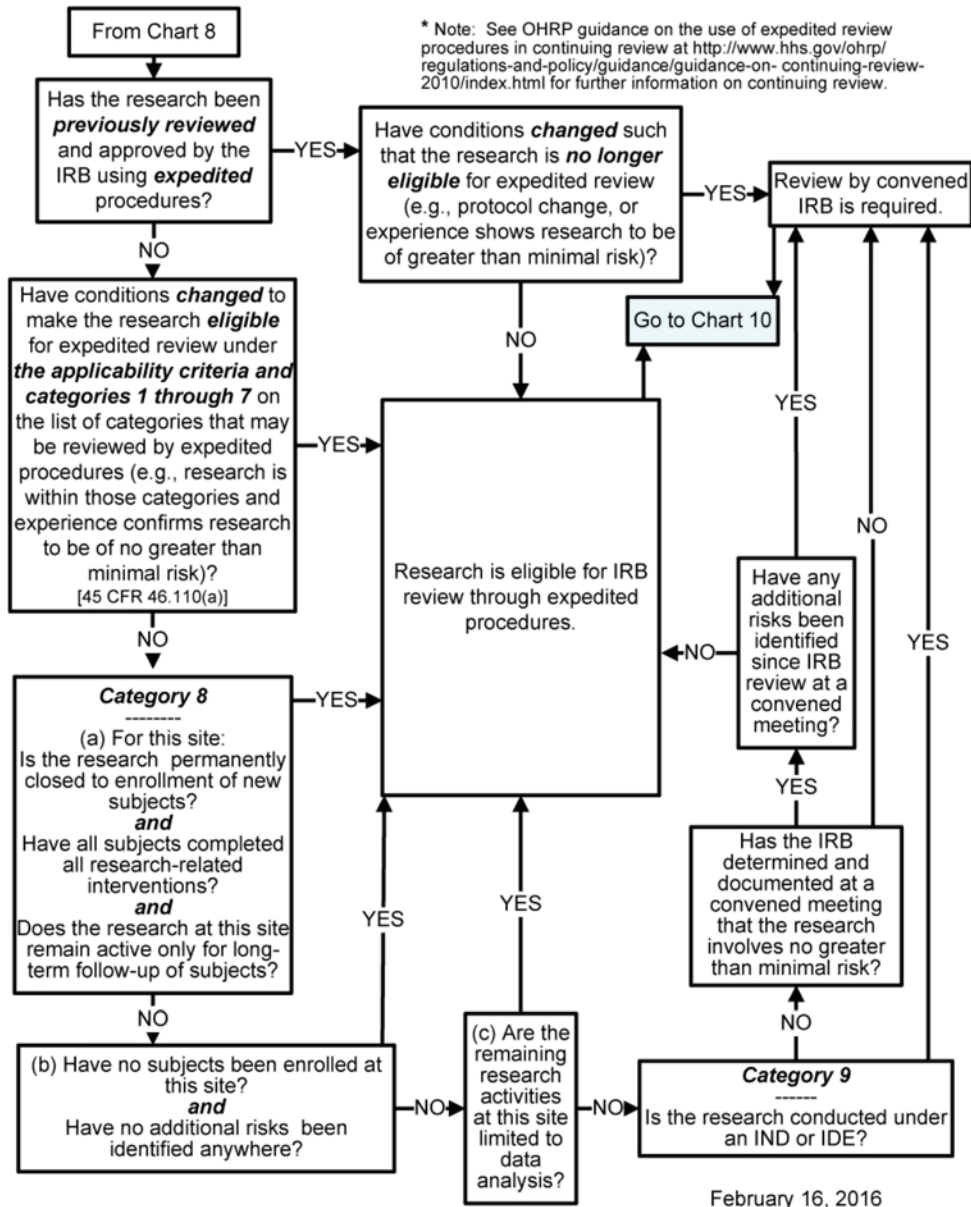 From Chart 8
* Note: See OHRP guidance on the use of expedited review
procedures in continuing review at http://www.hhs.gov/ohrp/
regulations-and-policy/guidance/guidance-on- continuing-review-
2010/index.html for further information on continuing review.
Has the research been
previously reviewed
and approved by the
IRB using expedited
procedures?
YES
Have conditions changed such
that the research is no longer
eligible for expedited review
(e.g., protocol change, or
experience shows research to be
of greater than minimal risk)?
YES
Review by convened
IRB is required.
NO
Have conditions changed to
make the research eligible
for expedited review under
the applicability criteria and
categories 1 through 7 on
the list of categories that may
be reviewed by expedited
procedures (e.g., research is
within those categories and
experience confirms research
to be of no greater than
minimal risk)?
[45 CFR 46.110(a)]
YES
NO
Go to Chart 10
Research is eligible for IRB
review through expedited
procedures.
YES
NO
YES
Have any
additional
risks been
identified
since IRB
review at a
convened
meeting?
NO
NO
Category 8
--------
(a) For this site:
Is the research permanently
closed to enrollment of new
subjects?
and
Have all subjects completed
all research-related
interventions?
and
Does the research at this site
remain active only for long-
term follow-up of subjects?
YES
YES
Has the IRB
determined and
documented at a
convened meeting
that the research
involves no greater
than minimal risk?
YES
YES
NO
NO
(b) Have no subjects been enrolled at
this site?
and
Have no additional risks been
identified anywhere?
NO
(c) Are the
remaining
research
activities
at this site
limited to
data
analysis?
NO
Category 9
------
Is the research conducted under
an IND or IDE?
February 16, 2016